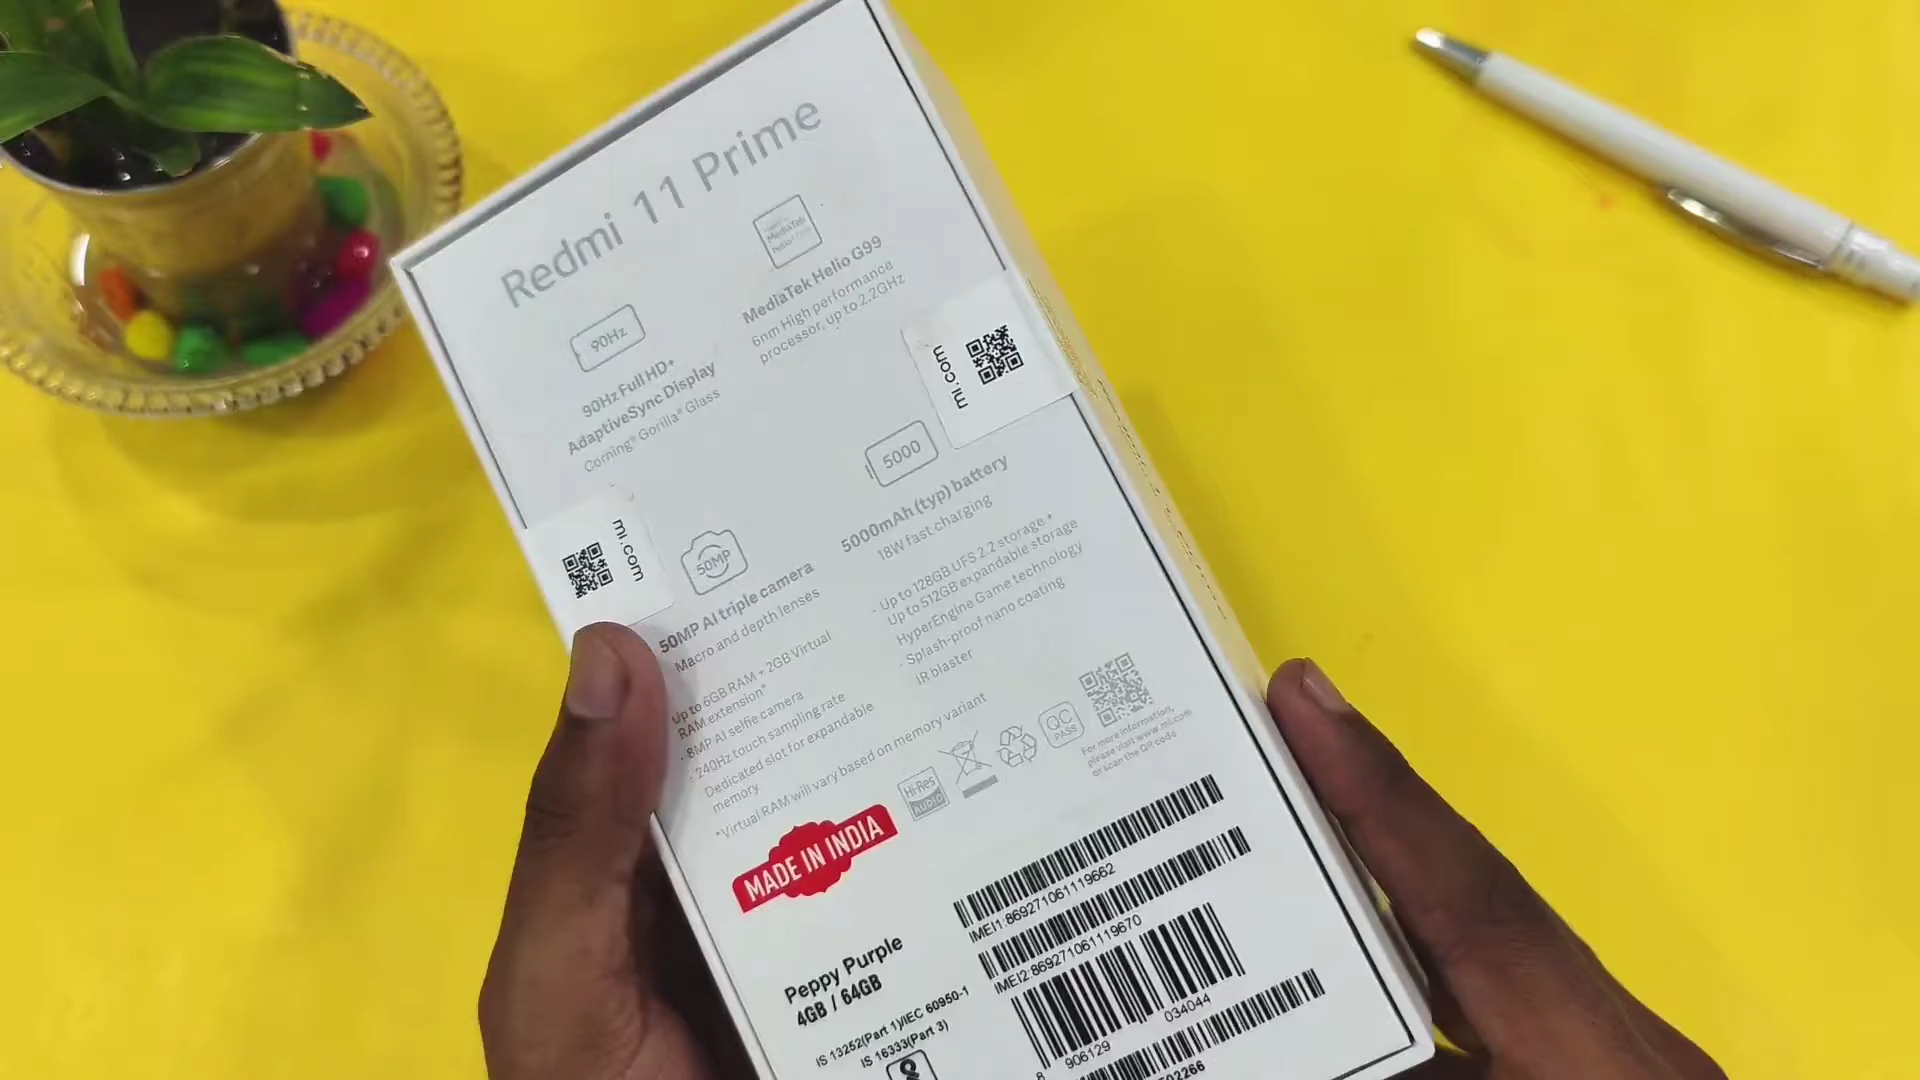 Redmi 11 Prime
90Hz
90Hz Full HD+
AdaptiveSync Display
Corning® Gorilla® Glass
MediaTek
helio
MediaTek Helio G99
6nm High performance
processor, up to 2.2GHz
mi.com
mi.com
50MP
50MP AI triple camera
Macro and depth lenses
5000
5000mAh (typ) battery
18W fast charging
Up to 6GB RAM + 2GB Virtual
RAM extension*
· 8MP AI selfie camera
· 240Hz touch sampling rate
Dedicated slot for expandable
memory
· Up to 128GB UFS 2.2 storage +
Up to 512GB expandable storage
HyperEngine Game technology
· Splash-proof nano coating
IR blaster
*Virtual RAM will vary based on memory variant
Hi-Res
AUDIO
QC
PASS
For more information,
please visit www.mi.com
or scan the QR code
MADE IN INDIA
IMEI1:869271061119662
IMEI2:869271061119670
Peppy Purple
4GB / 64GB
IS 13252(Part 1)/IEC 60950-1
IS 16333(Part 3)
8 906129 034044